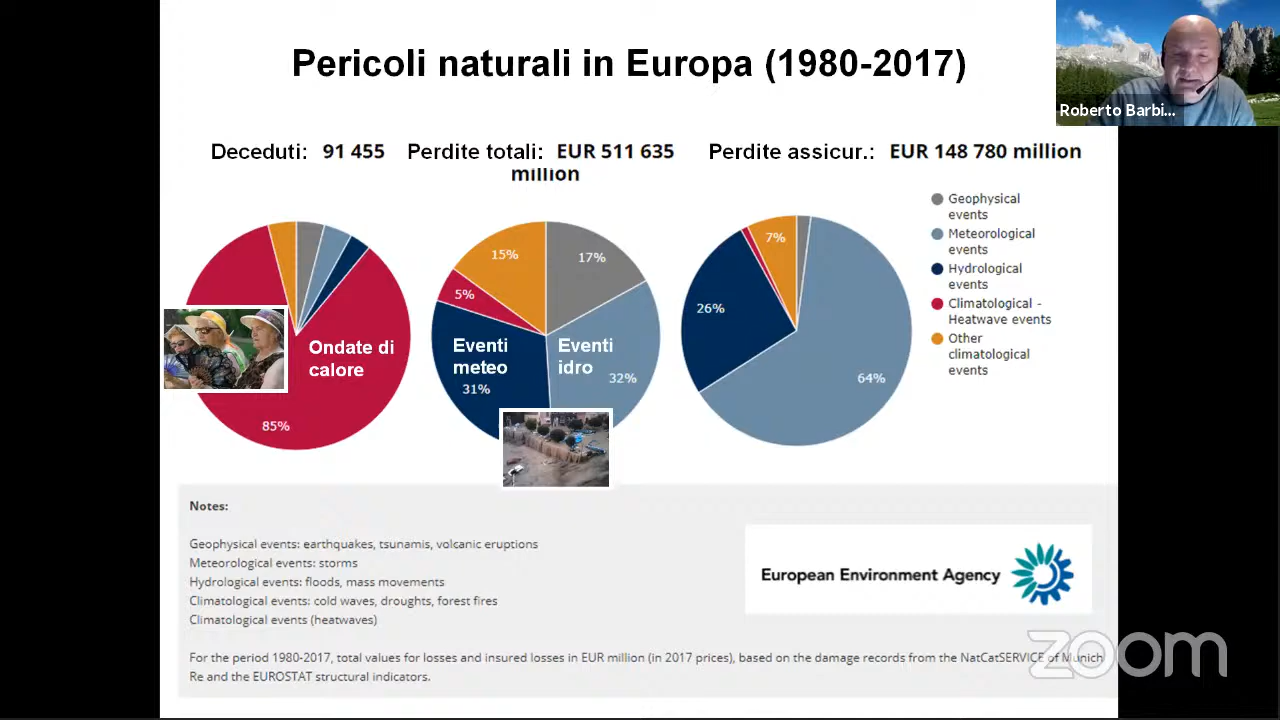 Pericoli naturali in Europa (1980-2017)
Roberto Barbi...
Deceduti: 91 455
Perdite totali: EUR 511 635
million
Perdite assicur.: EUR 148 780 million
Ondate di
calore
85%
15%
17%
5%
Eventi
meteo
31%
Eventi
idro
32%
7%
26%
64%
Geophysical
events
Meteorological
events
Hydrological
events
Climatological -
Heatwave events
Other
climatological
events
Notes:
Geophysical events: earthquakes, tsunamis, volcanic eruptions
Meteorological events: storms
Hydrological events: floods, mass movements
Climatological events: cold waves, droughts, forest fires
Climatological events (heatwaves)
For the period 1980-2017, total values for losses and insured losses in EUR million (in 2017 prices), based on the damage records from the NatCatSERVICE of Munich
Re and the EUROSTAT structural indicators.
European Environment Agency
zoom